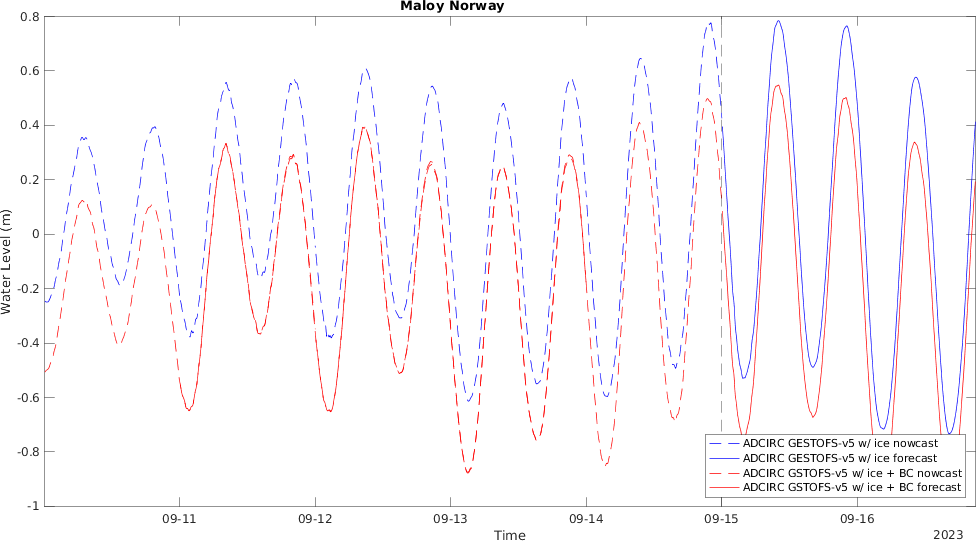 Maloy Norway
0.8
0.6
0.4
0.2
0
-0.2
-0.4
-0.6
-0.8
-1
Water Level (m)
09-11
09-12
09-13
09-14
09-15
09-16
Time
2023
ADCIRC GESTOFS-v5 w/ ice nowcast
ADCIRC GESTOFS-v5 w/ ice forecast
ADCIRC GSTOFS-v5 w/ ice + BC nowcast
ADCIRC GSTOFS-v5 w/ ice + BC forecast